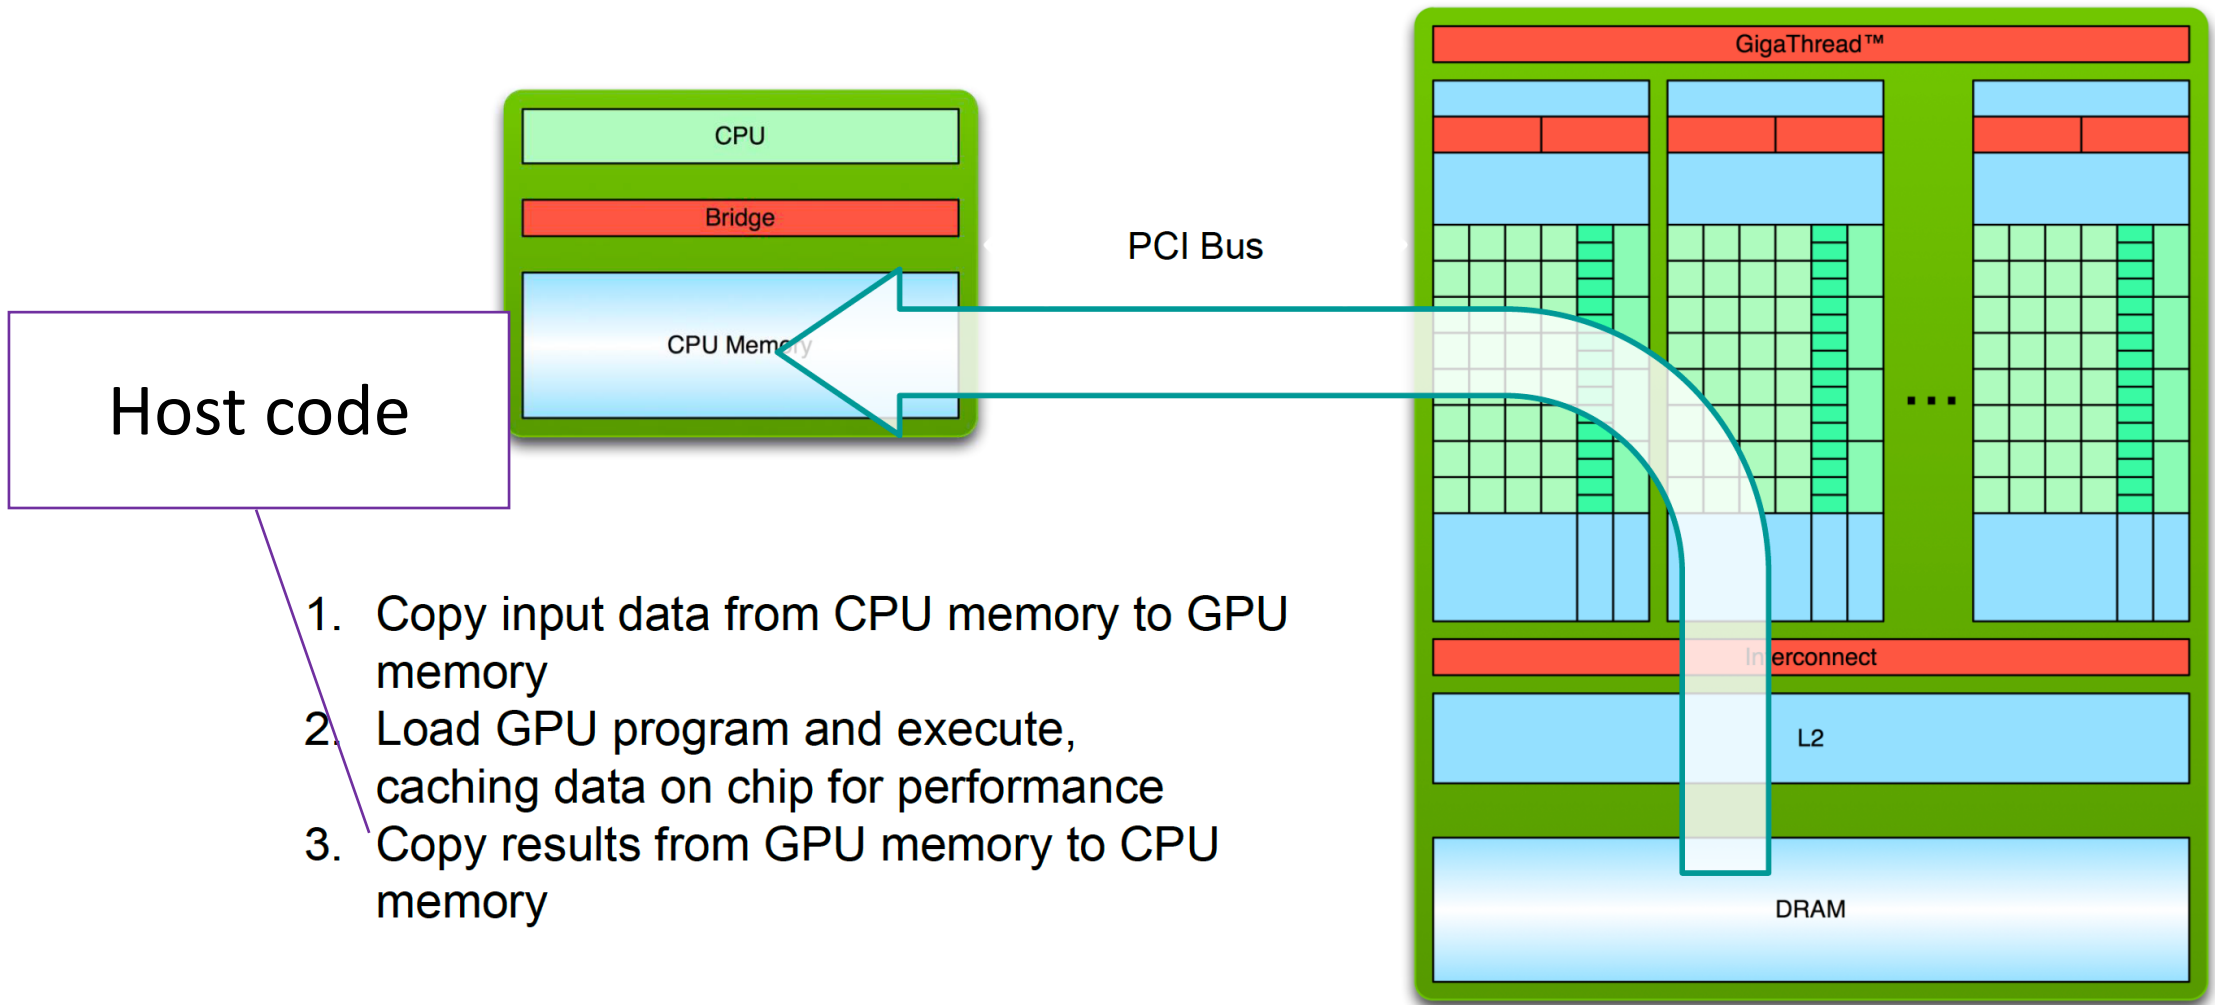 GigaThread™
CPU
Bridge
PCI Bus
CPU Memory
Host code
...
1. Copy input data from CPU memory to GPU
memory
2. Load GPU program and execute,
caching data on chip for performance
3. Copy results from GPU memory to CPU
memory
Interconnect
L2
DRAM